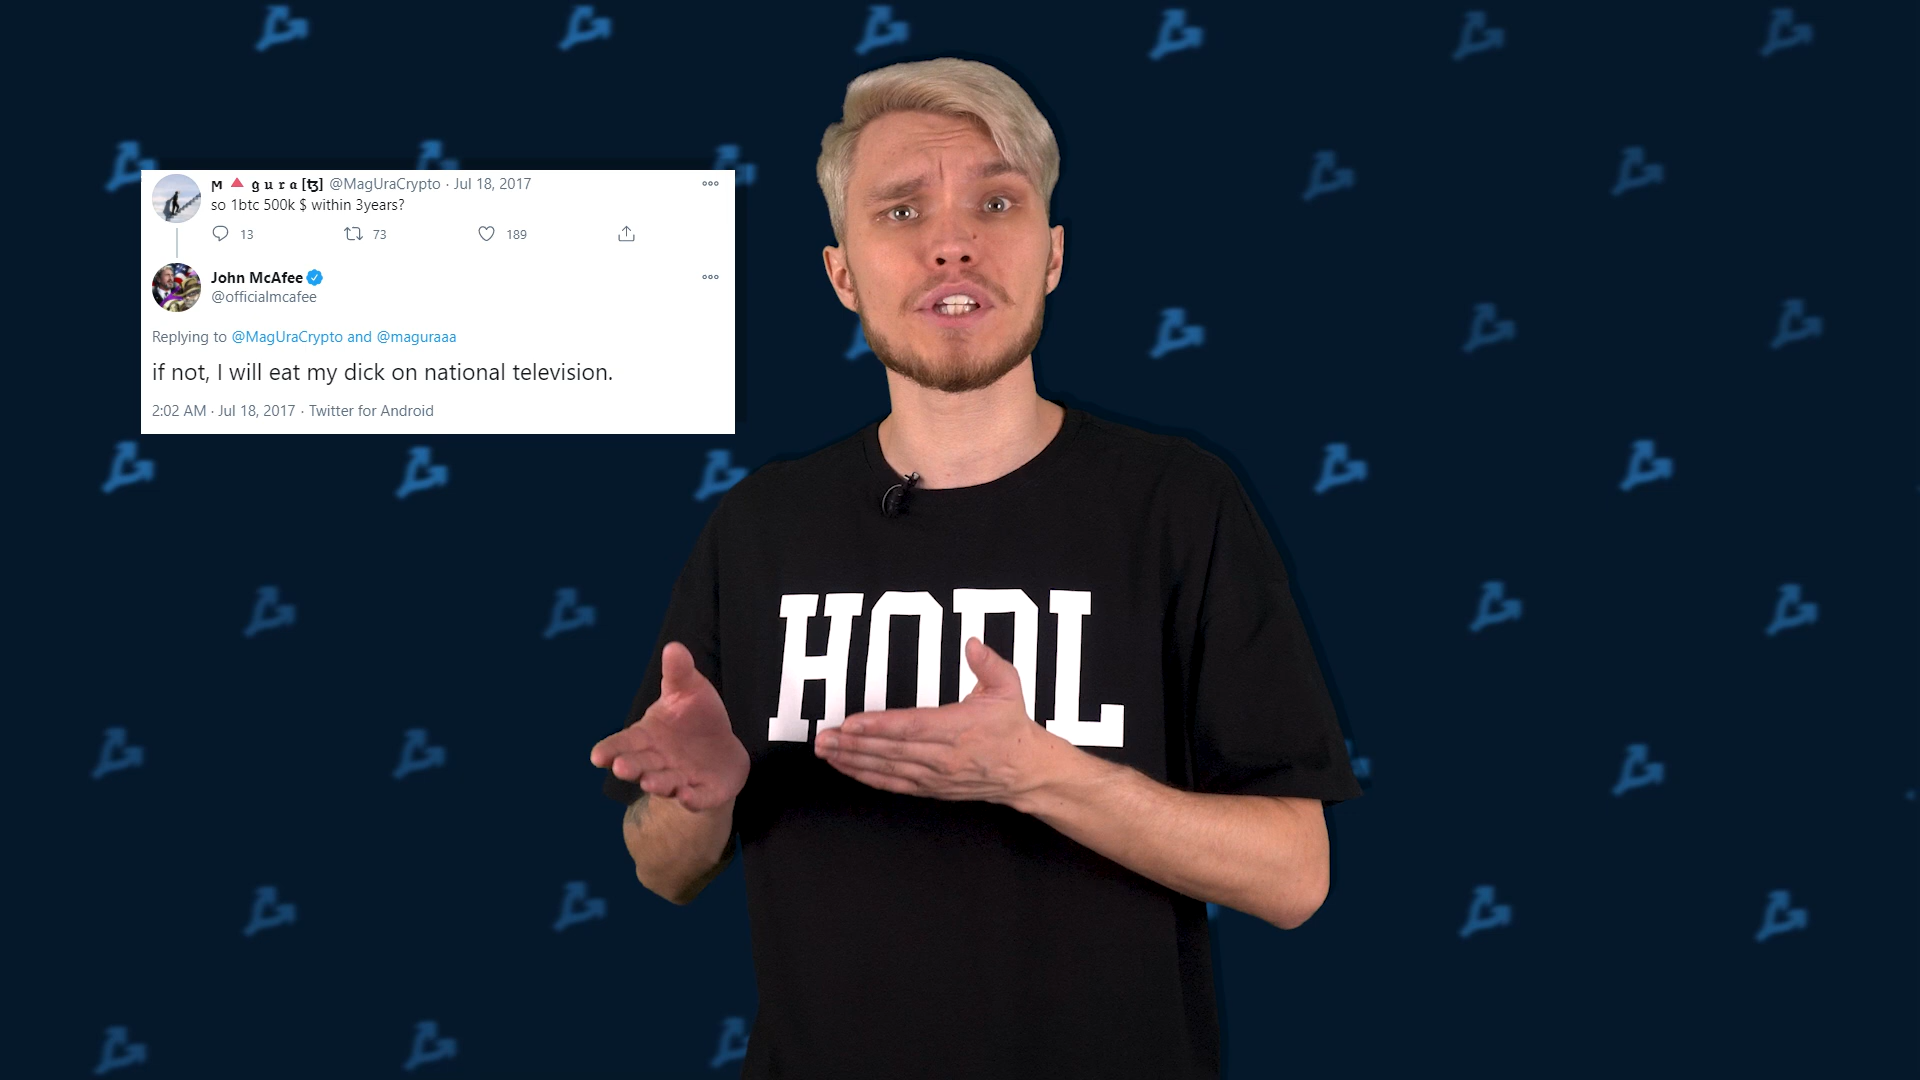 ᴍ 🔺 𝖌 𝖚 𝖗 𝖆 [ꜩ] @MagUraCrypto · Jul 18, 2017
so 1btc 500k $ within 3years?
13 73 189
John McAfee
@officialmcafee
Replying to @MagUraCrypto and @maguraaa
if not, I will eat my dick on national television.
2:02 AM · Jul 18, 2017 · Twitter for Android
HODL